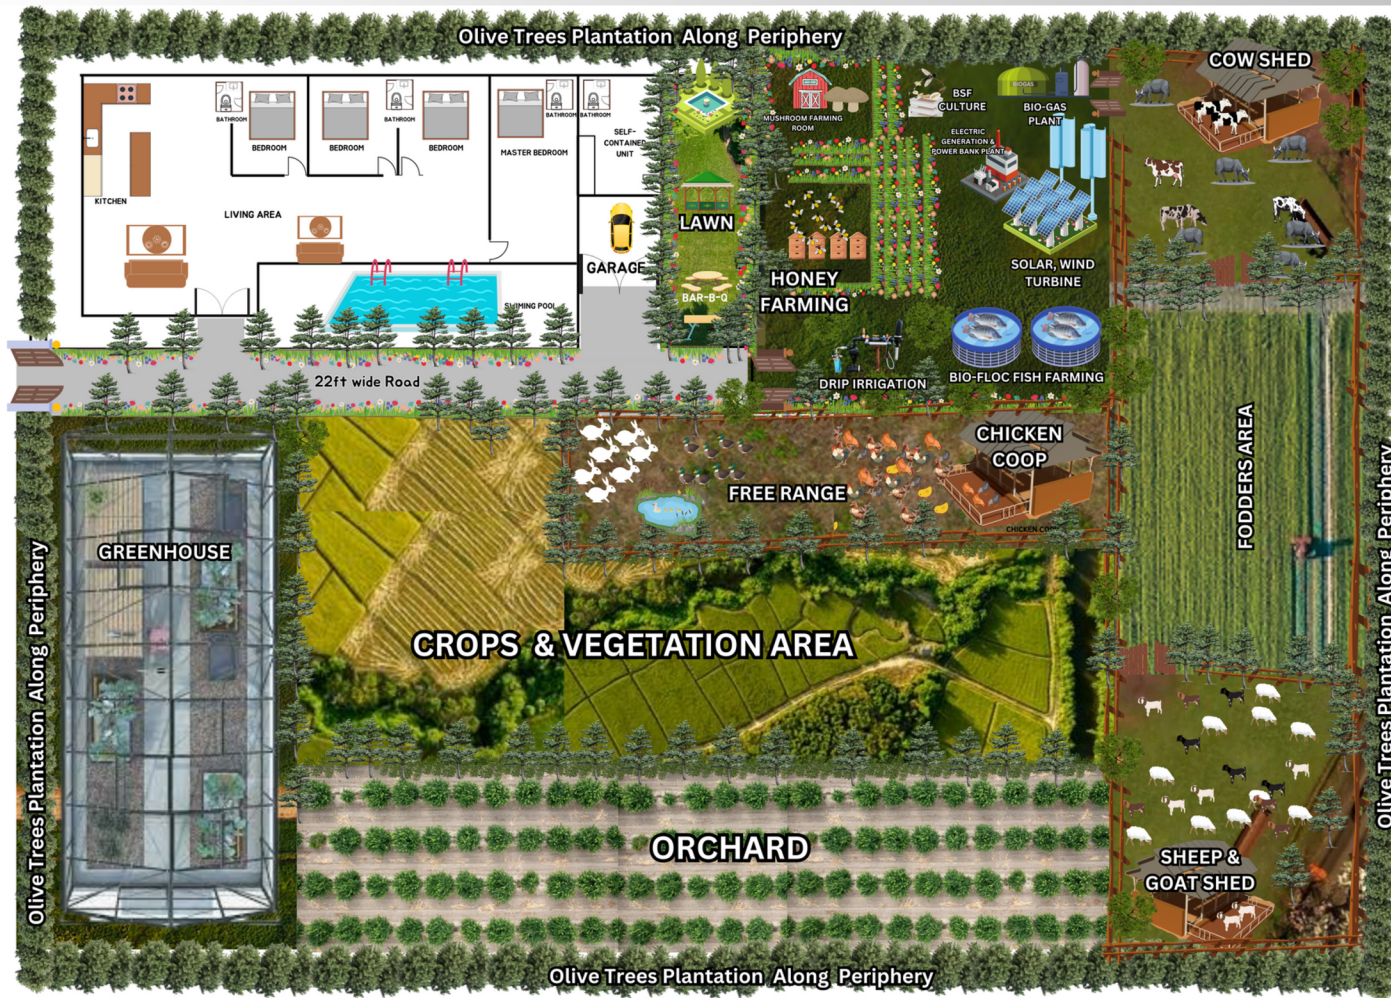 Olive Trees Plantation Along Periphery
COW SHED
BATHROOM
BATHROOM
BATHROOM
BATHROOM
BEDROOM
BEDROOM
BEDROOM
MASTER BEDROOM
SELF-
CONTAINED
UNIT
KITCHEN
LIVING AREA
GARAGE
SWIMING POOL
LAWN
BAR-B-Q
MUSHROOM FARMING
ROOM
BSF
CULTURE
BIOGAS
BIO-GAS
PLANT
ELECTRIC
GENERATION &
POWER BANK PLANT
SOLAR, WIND
TURBINE
HONEY
FARMING
DRIP IRRIGATION
BIO-FLOC FISH FARMING
22ft wide Road
GREENHOUSE
FREE RANGE
CHICKEN
COOP
CHICKEN COOP
FODDERS AREA
CROPS & VEGETATION AREA
ORCHARD
SHEEP &
GOAT SHED
Olive Trees Plantation Along Periphery
Olive Trees Plantation Along Periphery
Olive Trees Plantation Along Periphery